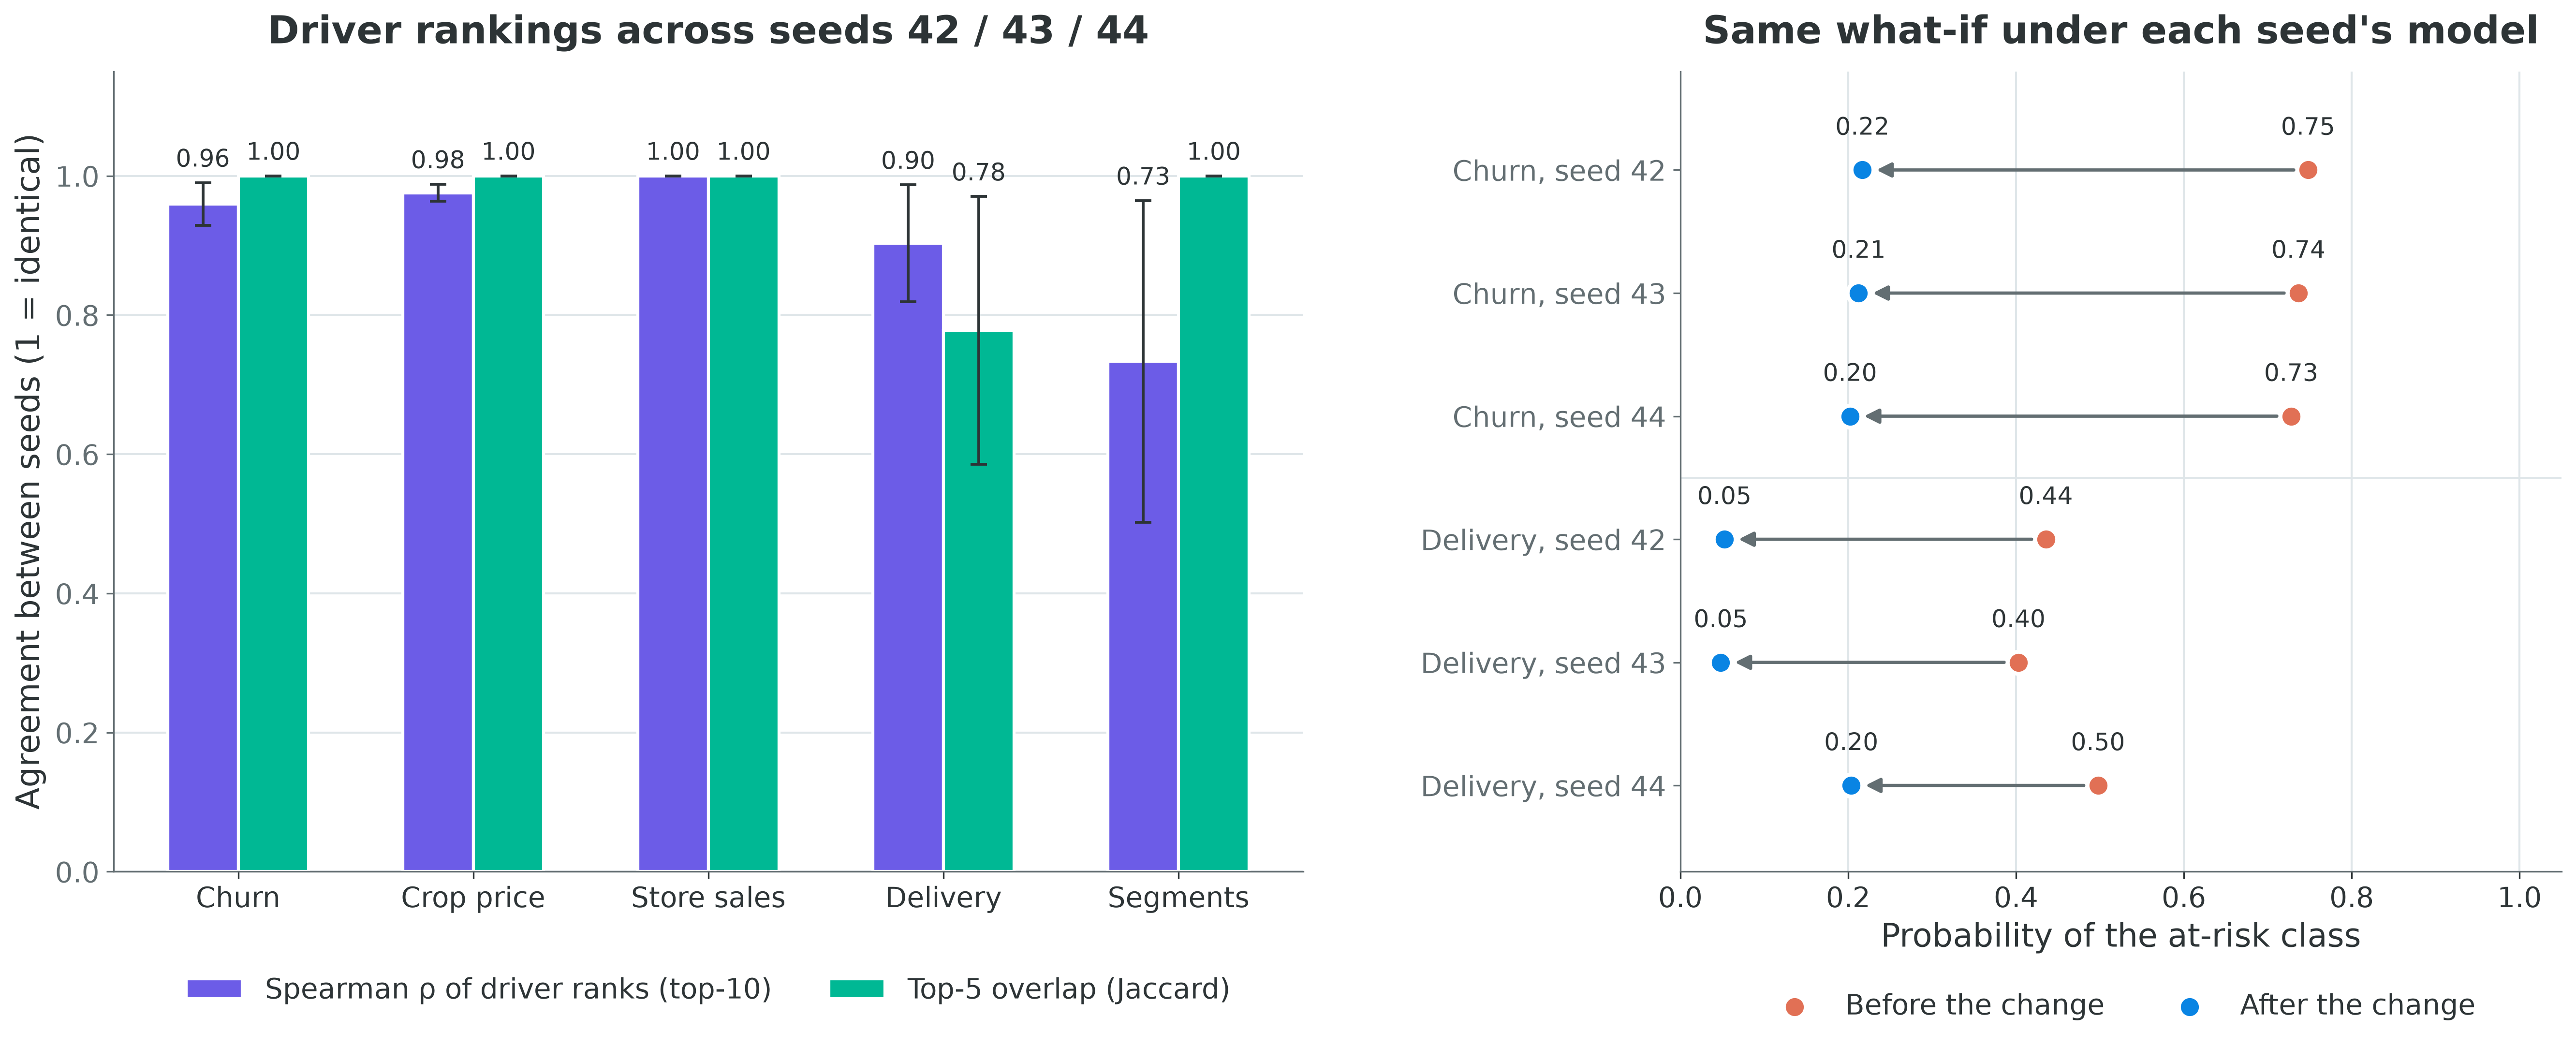 Driver rankings across seeds 42 / 43 / 44
Agreement between seeds (1 = identical)
1.0
0.8
0.6
0.4
0.2
0.0
0.96 1.00
0.98 1.00
1.00 1.00
0.90 0.78
0.73 1.00
Churn
Crop price
Store sales
Delivery
Segments
Spearman ρ of driver ranks (top-10)
Top-5 overlap (Jaccard)
Same what-if under each seed's model
Churn, seed 42
0.22 0.75
Churn, seed 43
0.21 0.74
Churn, seed 44
0.20 0.73
Delivery, seed 42
0.05 0.44
Delivery, seed 43
0.05 0.40
Delivery, seed 44
0.20 0.50
0.0 0.2 0.4 0.6 0.8 1.0
Probability of the at-risk class
Before the change
After the change